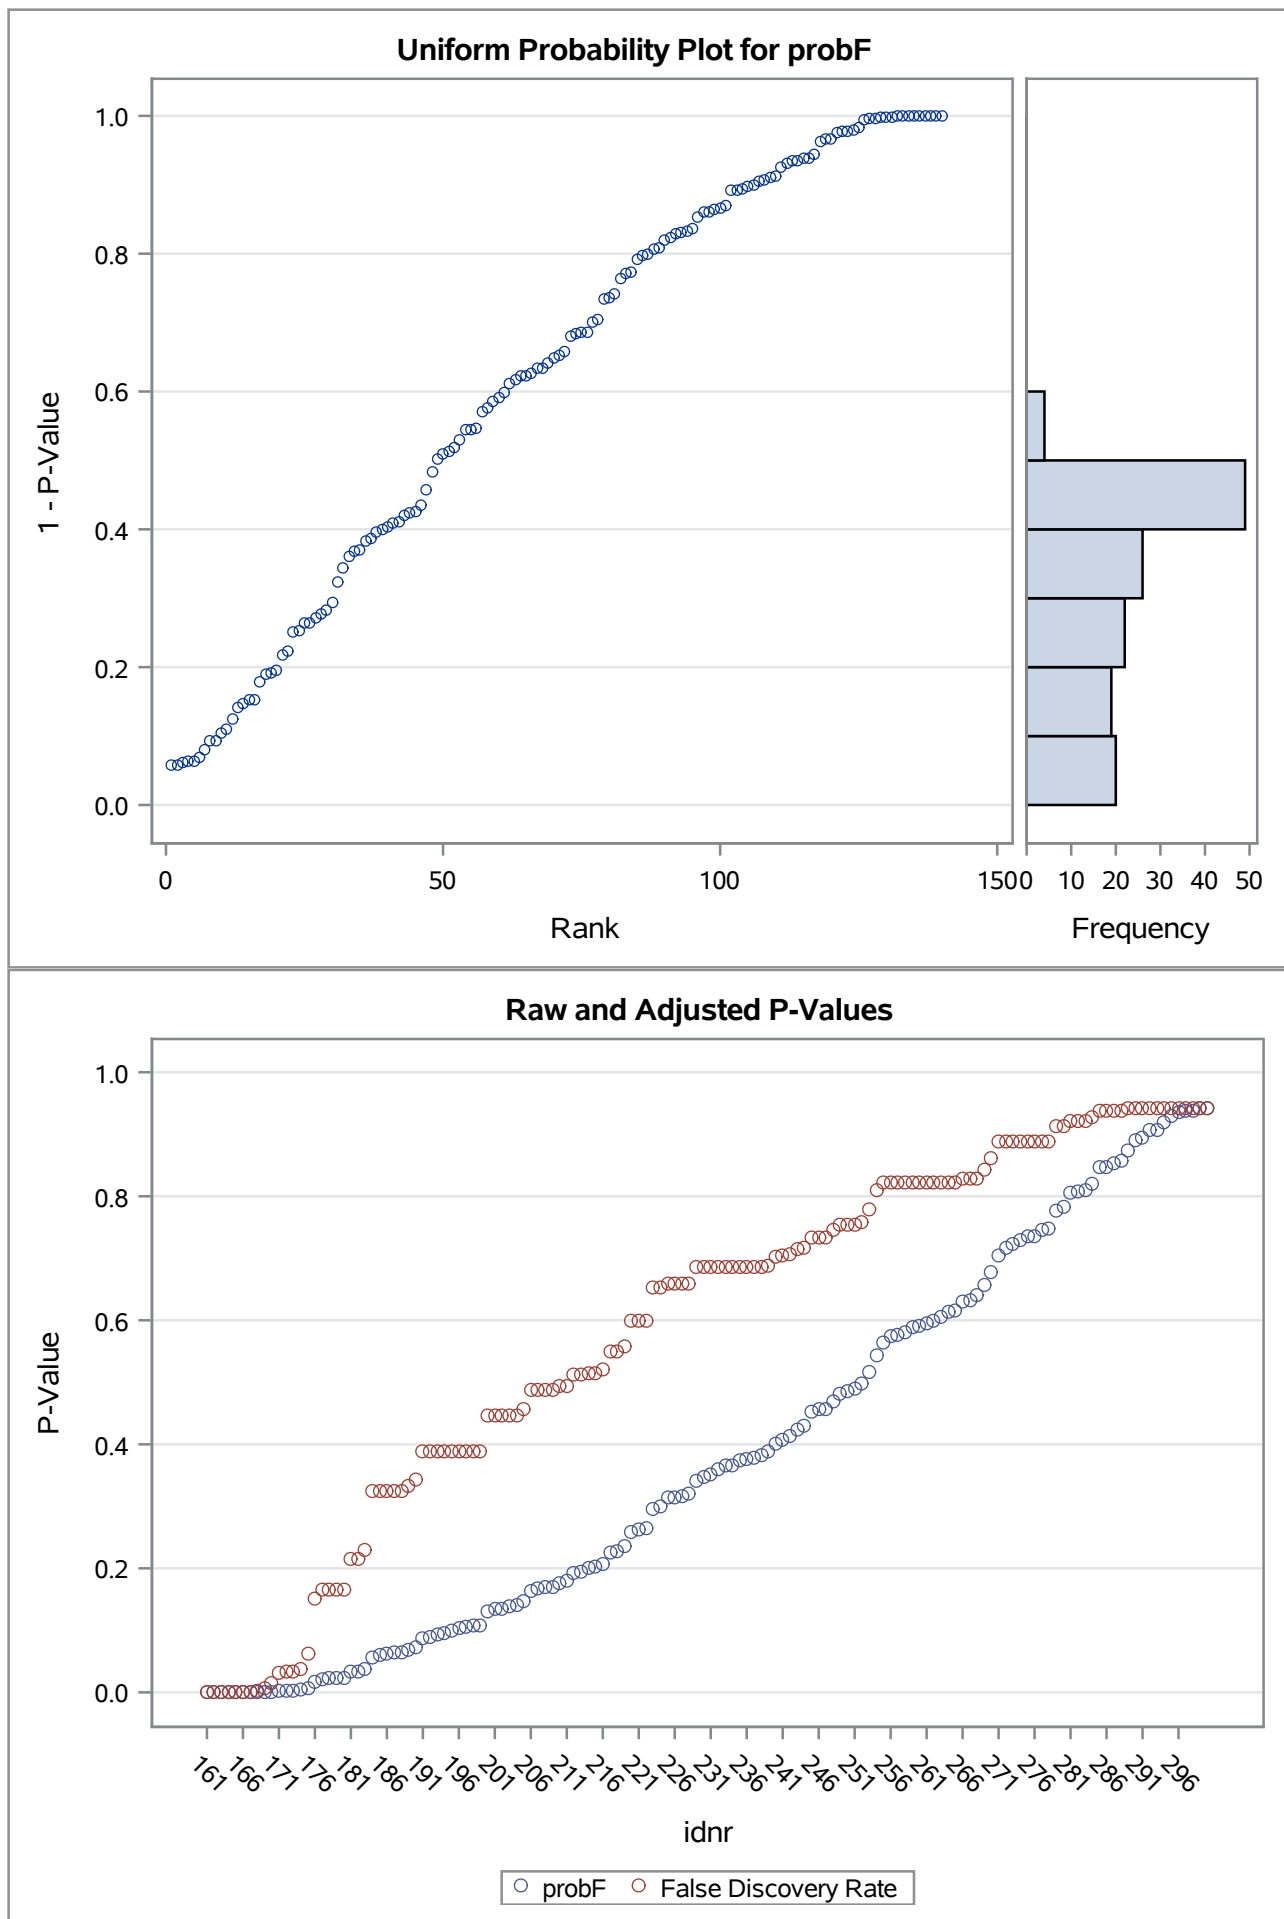 Uniform Probability Plot for probF
1.0
0.8
0.6
0.4
0.2
0.0
1 - P-Value
0 50 100 150 0 10 20 30 40 50
Rank Frequency
Raw and Adjusted P-Values
1.0
0.8
0.6
0.4
0.2
0.0
P-Value
161 166 171 176 181 186 191 196 201 206 211 216 221 226 231 236 241 246 251 256 261 266 271 276 281 286 291 296
idnr
probF False Discovery Rate